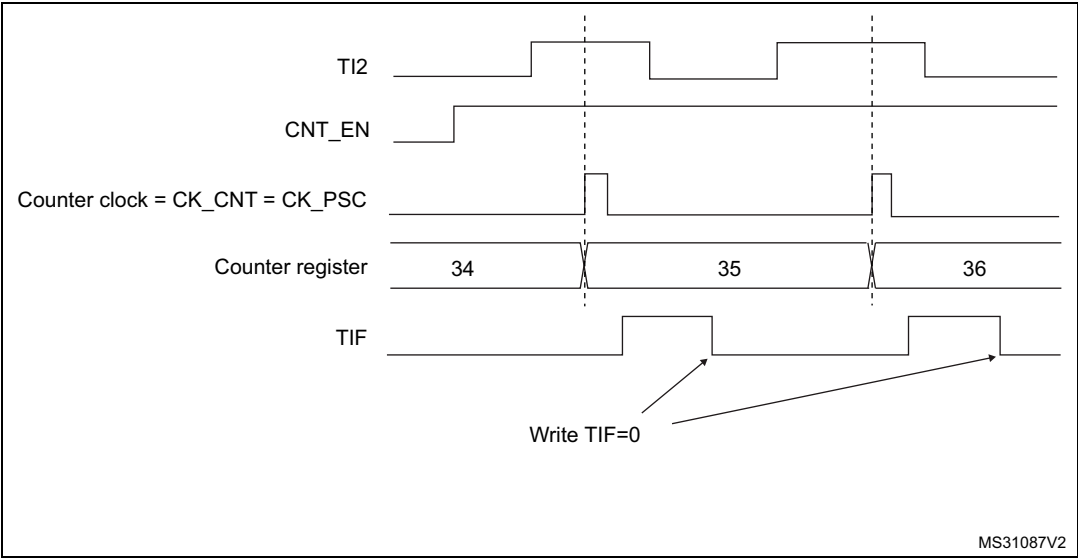 TI2
CNT_EN
Counter clock = CK_CNT = CK_PSC
Counter register 34 35 36
TIF
Write TIF=0
MS31087V2